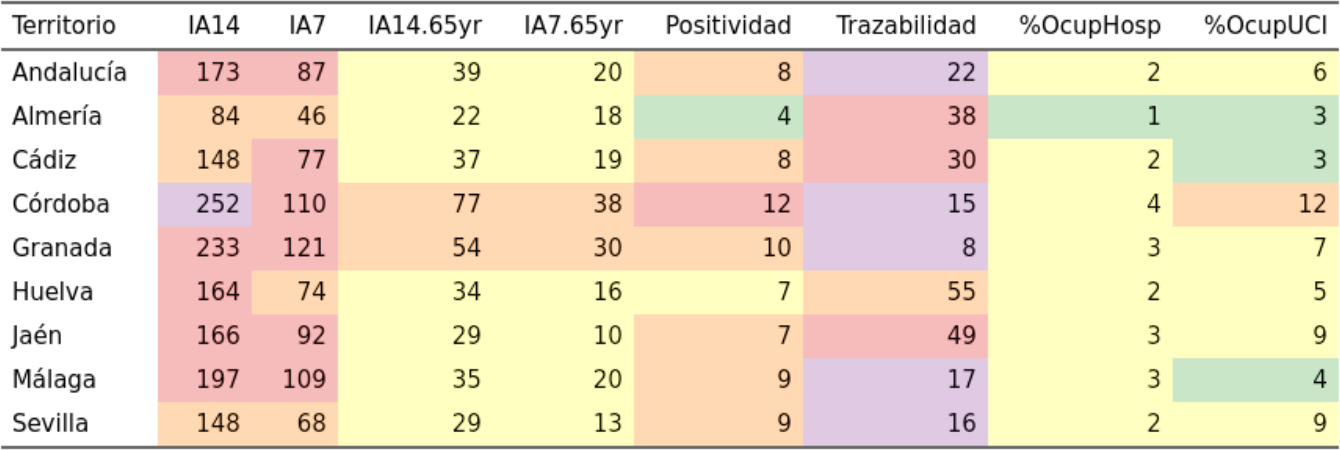 Territorio IA14 IA7 IA14.65yr IA7.65yr Positividad Trazabilidad %OcupHosp %OcupUCI
Andalucía 173 87 39 20 8 22 2 6
Almería 84 46 22 18 4 38 1 3
Cádiz 148 77 37 19 8 30 2 3
Córdoba 252 110 77 38 12 15 4 12
Granada 233 121 54 30 10 8 3 7
Huelva 164 74 34 16 7 55 2 5
Jaén 166 92 29 10 7 49 3 9
Málaga 197 109 35 20 9 17 3 4
Sevilla 148 68 29 13 9 16 2 9